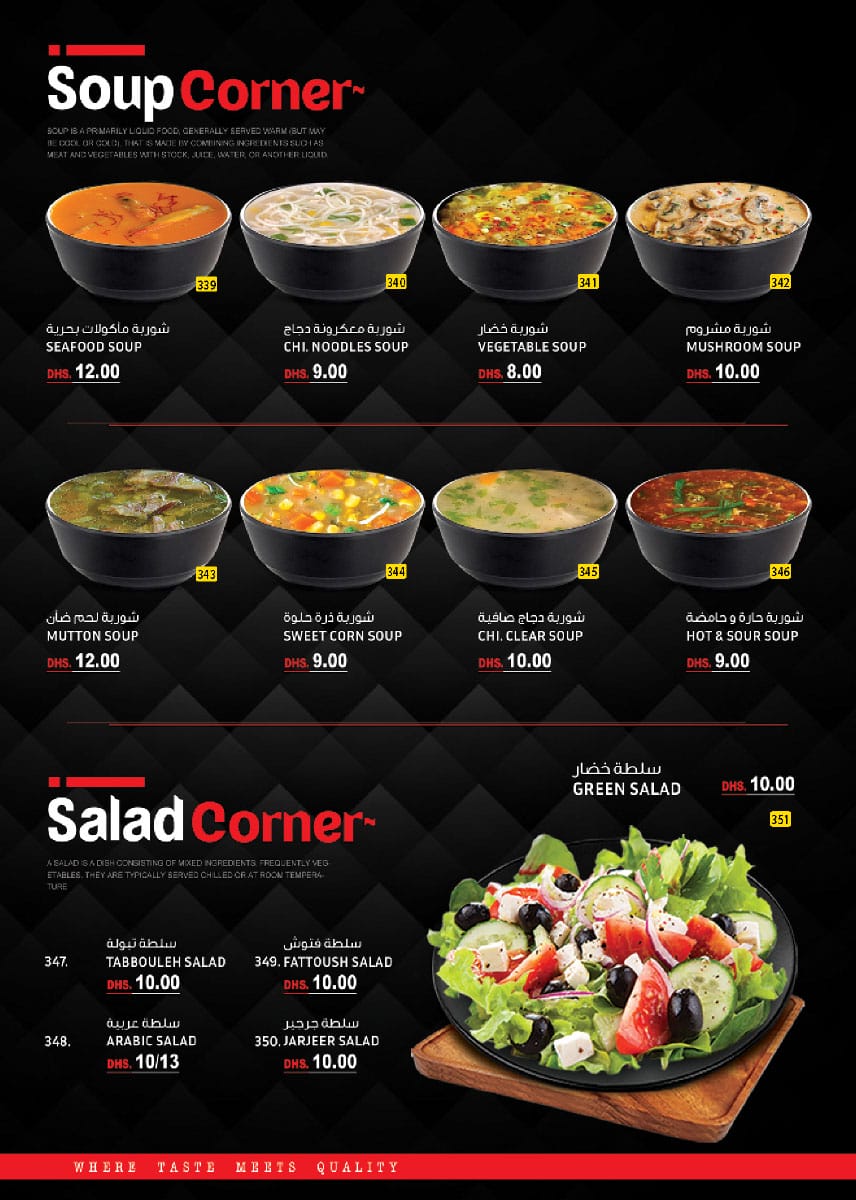 Soup Corner~
SOUP IS A PRIMARILY LIQUID FOOD, GENERALLY SERVED WARM (BUT MAY
BE COOL OR COLD), THAT IS MADE BY COMBINING INGREDIENTS SUCH AS
MEAT AND VEGETABLES WITH STOCK, JUICE, WATER, OR ANOTHER LIQUID.
339
شوربة مأكولات بحرية
SEAFOOD SOUP
DHS. 12.00
340
شوربة معكرونة دجاج
CHI. NOODLES SOUP
DHS. 9.00
341
شوربة خضار
VEGETABLE SOUP
DHS. 8.00
342
شوربة مشروم
MUSHROOM SOUP
DHS. 10.00
343
شوربة لحم ضأن
MUTTON SOUP
DHS. 12.00
344
شوربة ذرة حلوة
SWEET CORN SOUP
DHS. 9.00
345
شوربة دجاج صافية
CHI. CLEAR SOUP
DHS. 10.00
346
شوربة حارة و حامضة
HOT & SOUR SOUP
DHS. 9.00
Salad Corner~
A SALAD IS A DISH CONSISTING OF MIXED INGREDIENTS, FREQUENTLY VEG-
ETABLES. THEY ARE TYPICALLY SERVED CHILLED OR AT ROOM TEMPERA-
TURE
سلطة خضار
GREEN SALAD
DHS. 10.00
351
سلطة تبولة
347. TABBOULEH SALAD
DHS. 10.00
سلطة فتوش
349. FATTOUSH SALAD
DHS. 10.00
سلطة عربية
348. ARABIC SALAD
DHS. 10/13
سلطة جرجير
350. JARJEER SALAD
DHS. 10.00
WHERE TASTE MEETS QUALITY